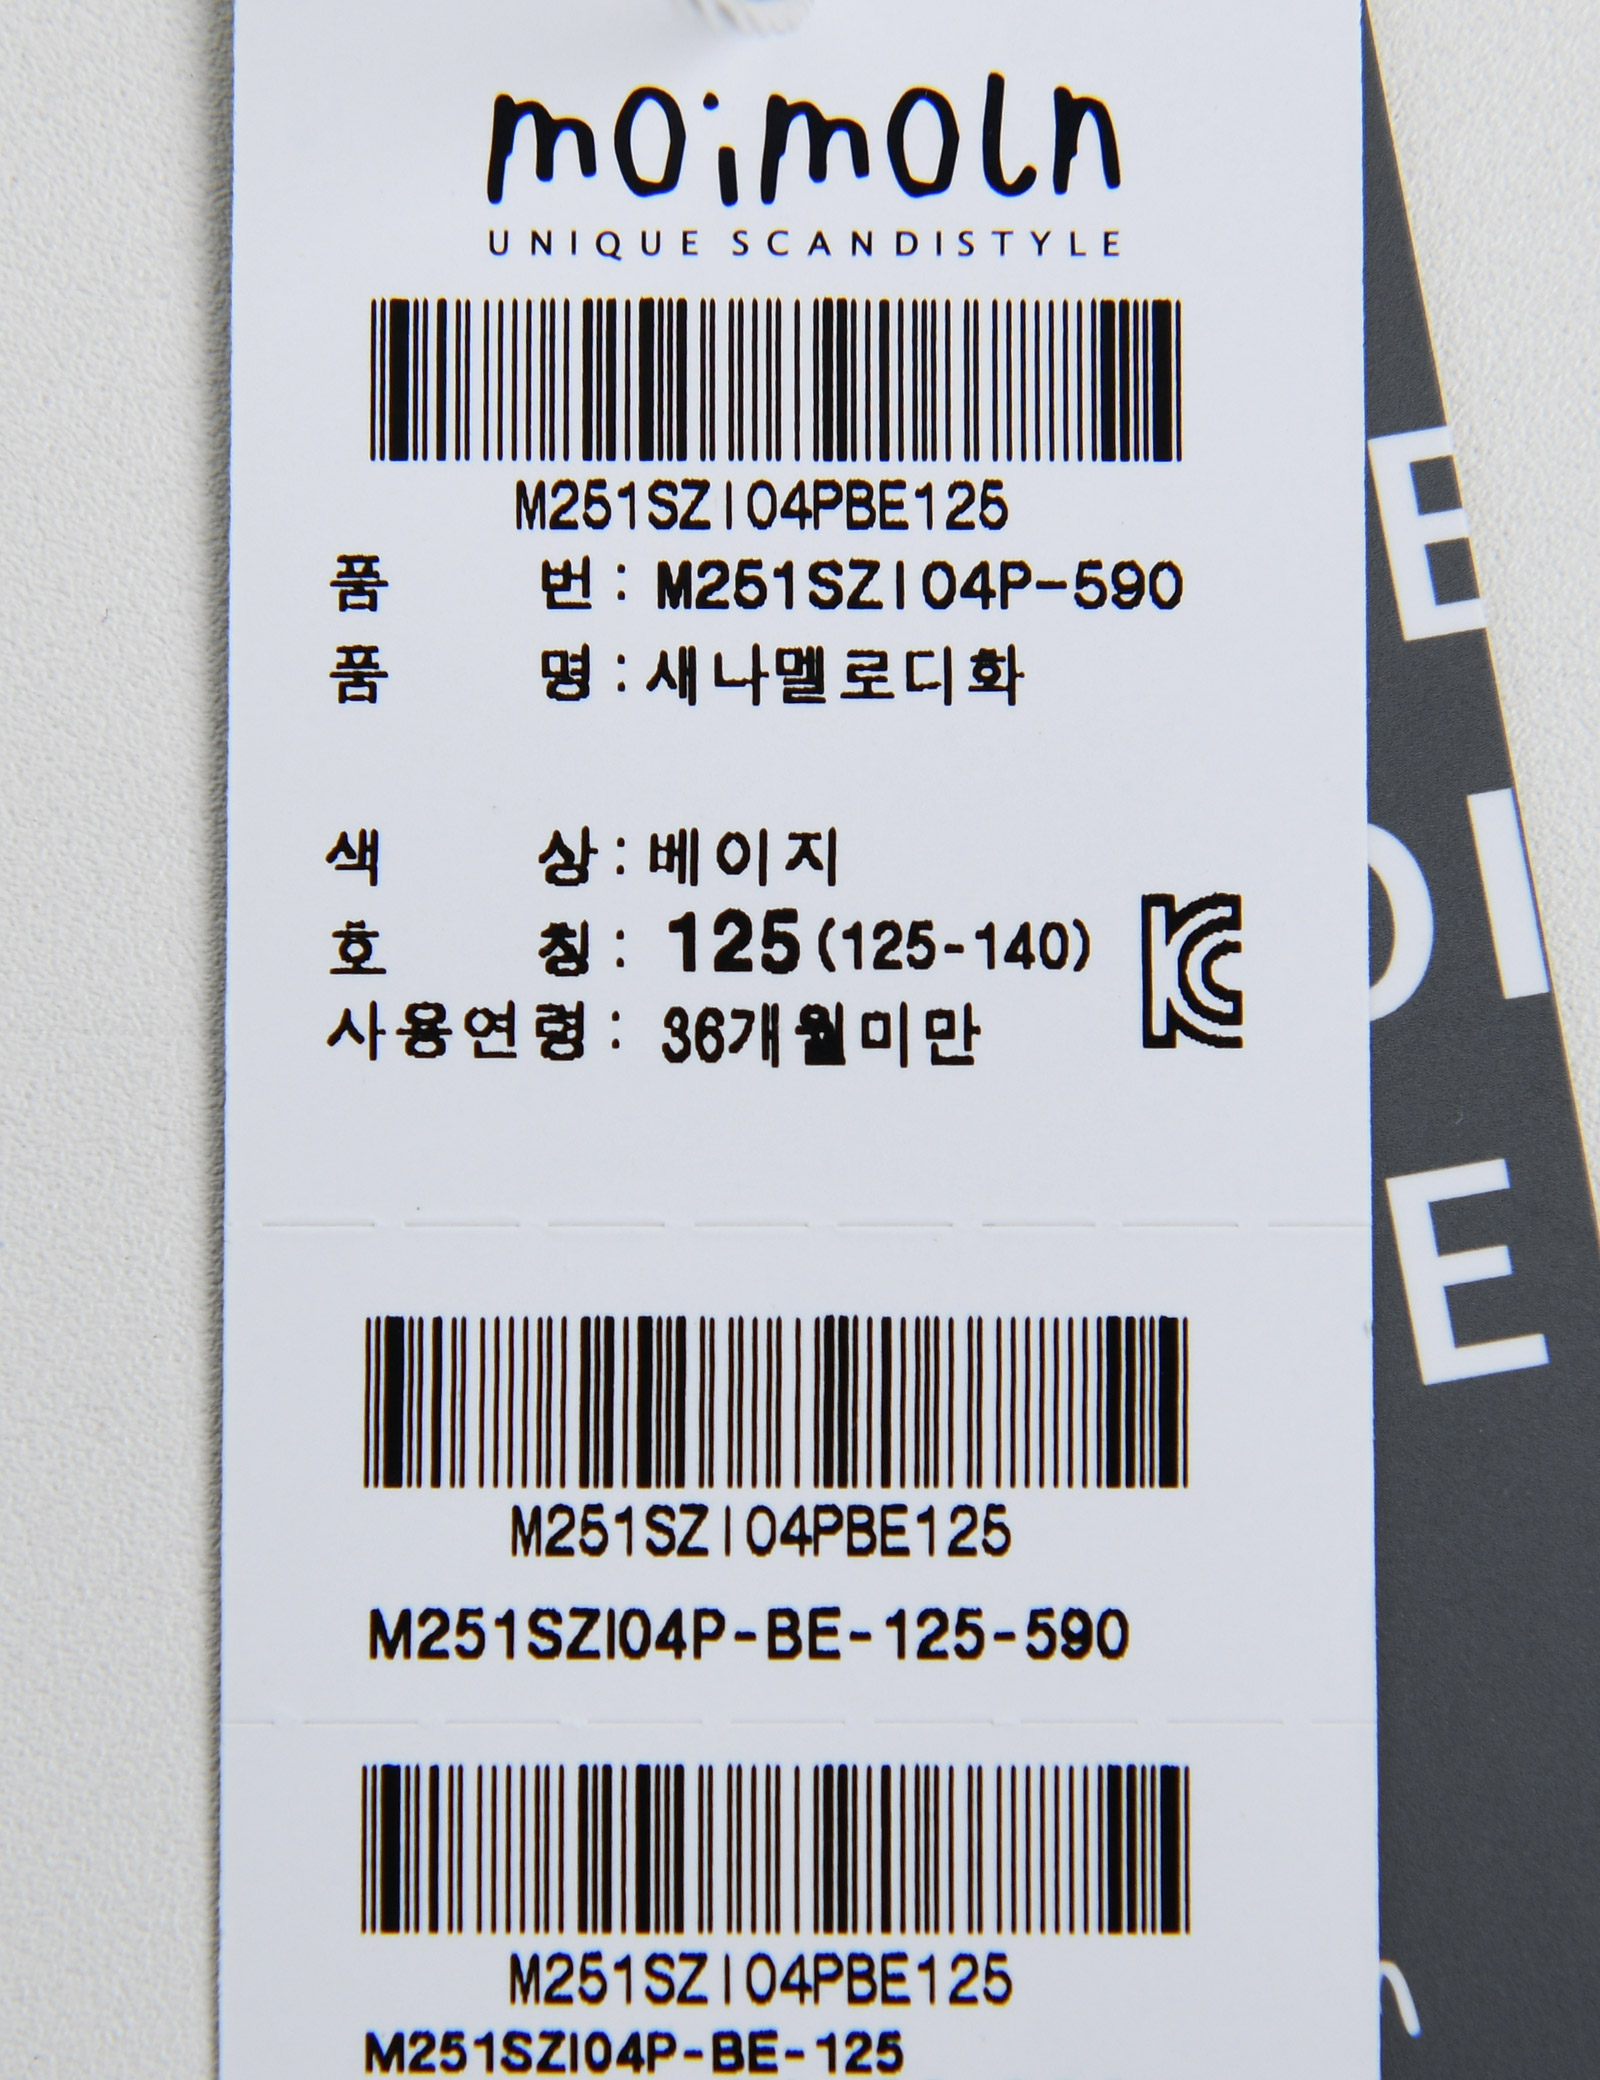 moimoln
UNIQUE SCANDISTYLE
M251SZI04PBE125
품 번 : M251SZI04P-590
품 명 : 새나멜로디화
색 상 : 베이지
호 칭 : 125(125-140)
KC
사용연령 : 36개월미만
M251SZI04PBE125
M251SZI04P-BE-125-590
M251SZI04PBE125
M251SZI04P-BE-125
E
DI
E